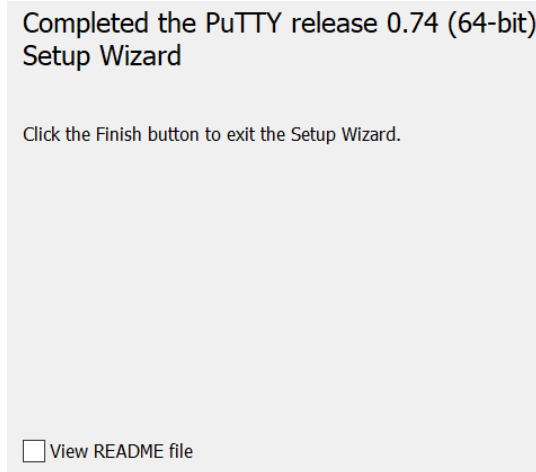 Completed the PuTTY release 0.74 (64-bit)
Setup Wizard
Click the Finish button to exit the Setup Wizard.
View README file